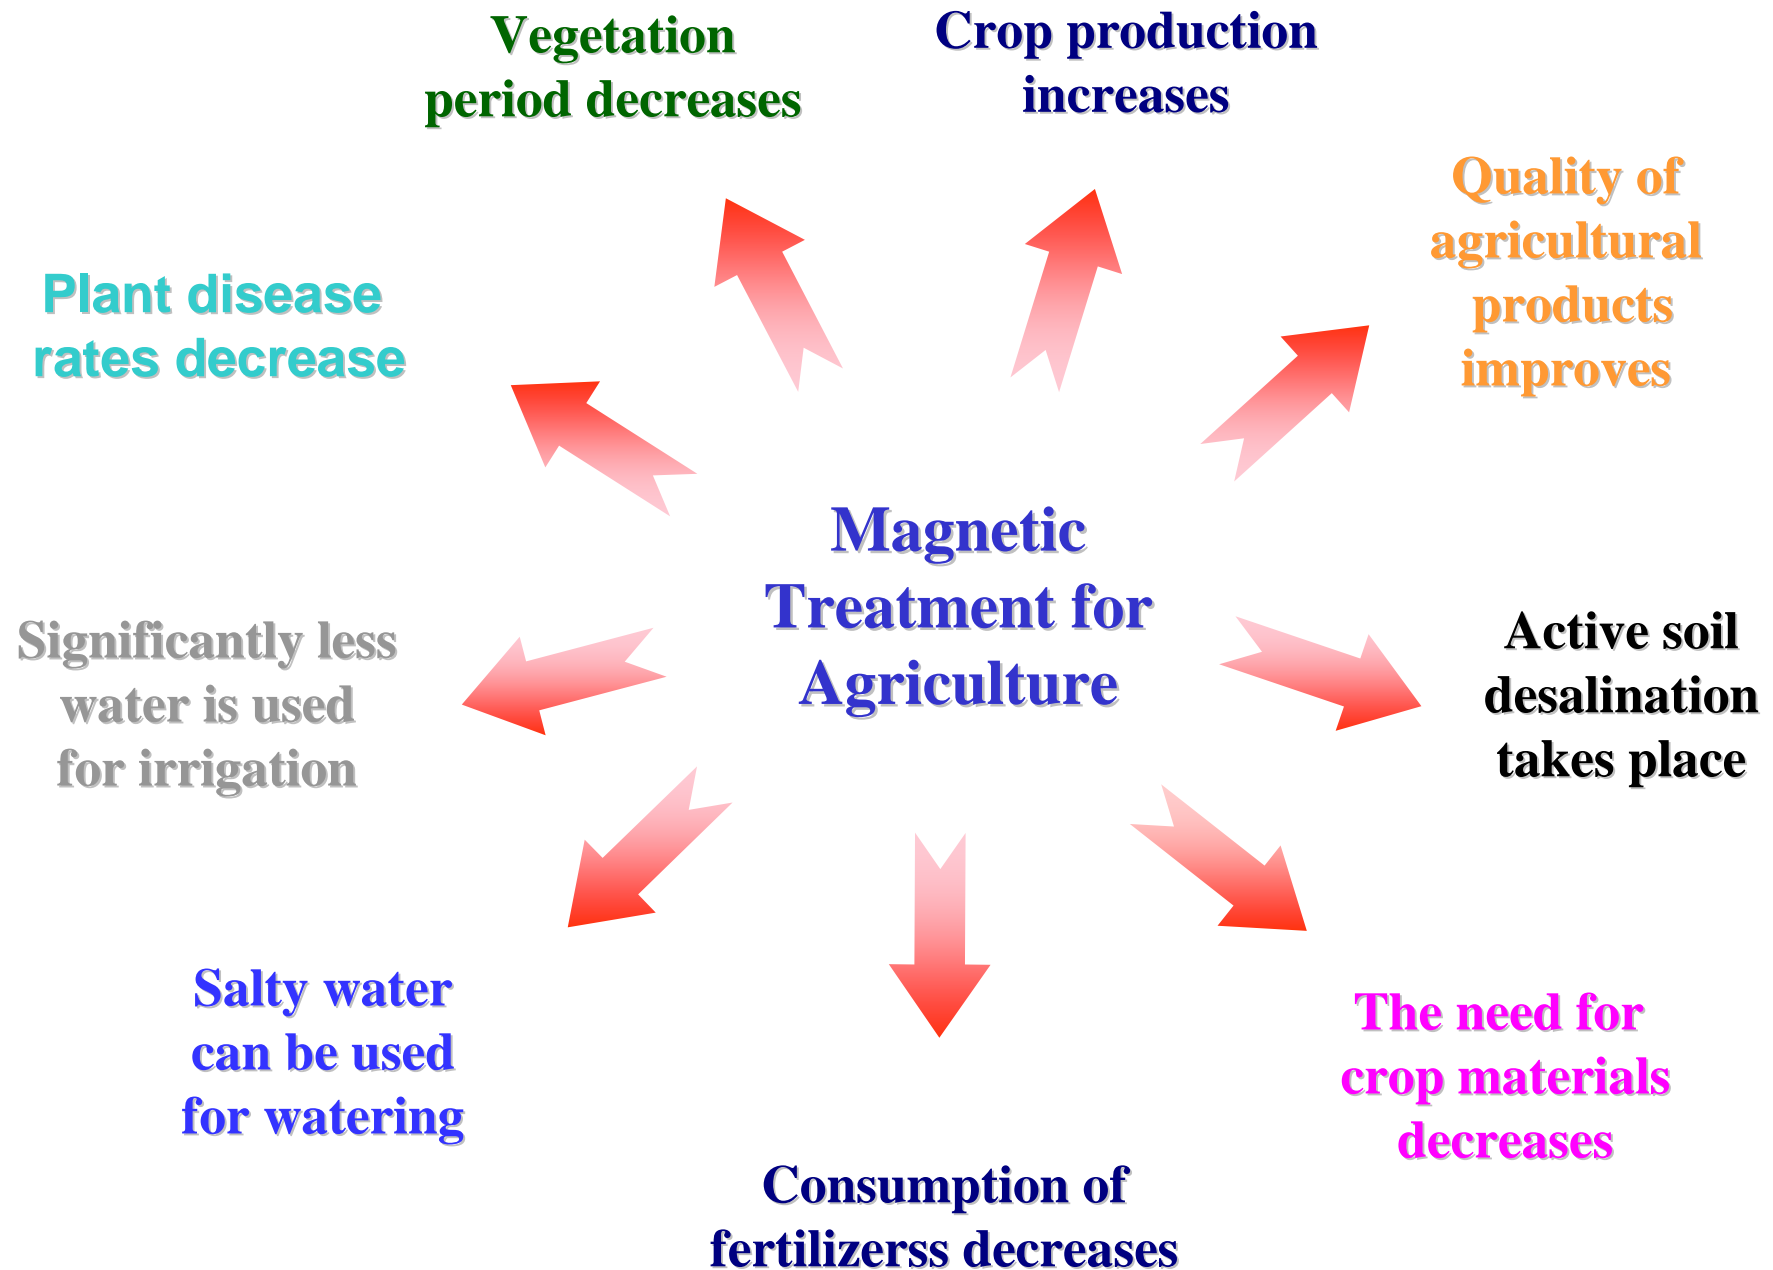 Vegetation
period decreases
Crop production
increases
Quality of
agricultural
products
improves
Plant disease
rates decrease
Magnetic
Treatment for
Agriculture
Significantly less
water is used
for irrigation
Active soil
desalination
takes place
Salty water
can be used
for watering
The need for
crop materials
decreases
Consumption of
fertilizerss decreases